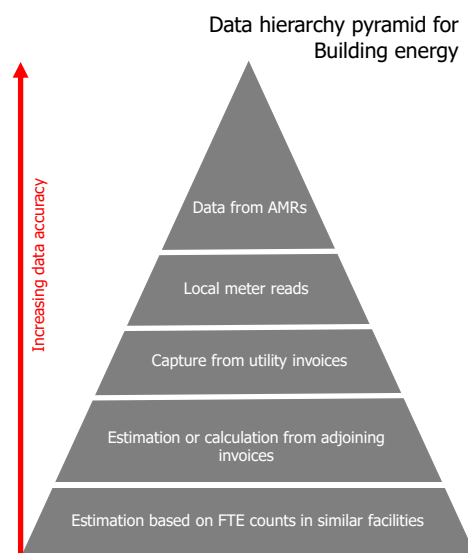 Data hierarchy pyramid for
Building energy
Increasing data accuracy
Data from AMRs
Local meter reads
Capture from utility invoices
Estimation or calculation from adjoining
invoices
Estimation based on FTE counts in similar facilities